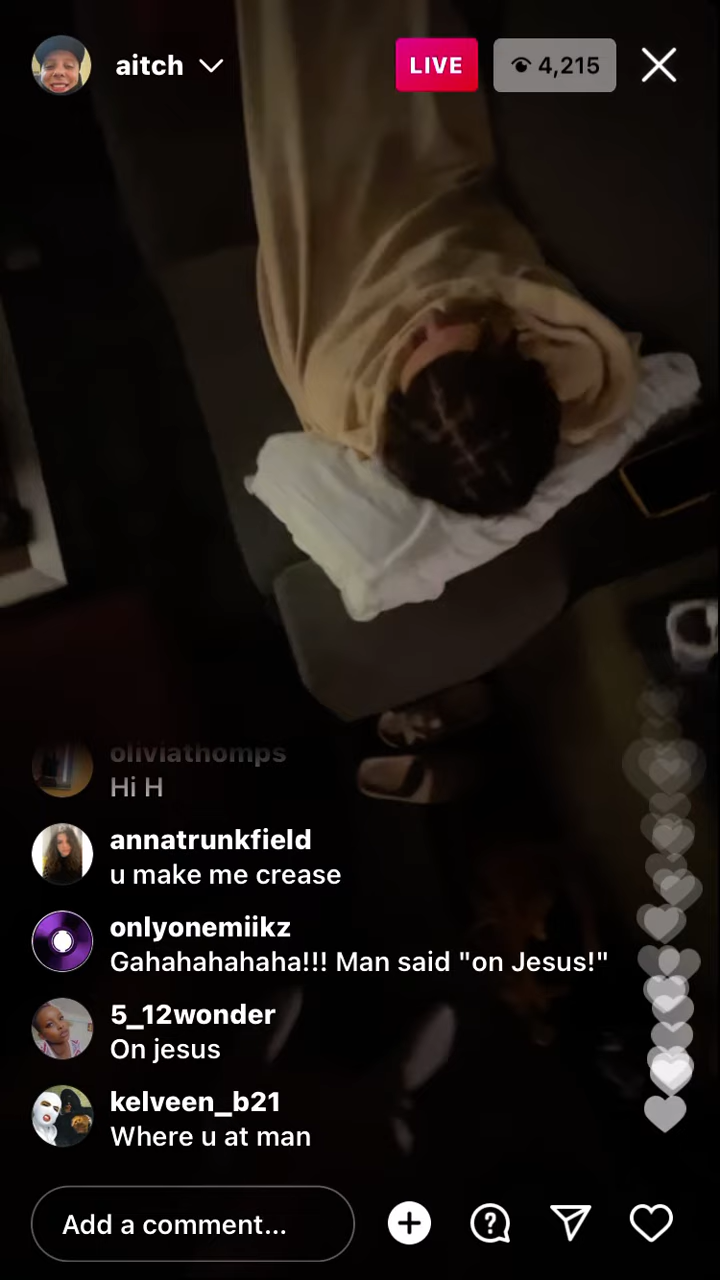 aitch
LIVE
4,215
oliviathomps
Hi H
annatrunkfield
u make me crease
onlyonemiikz
Gahahahahaha!!! Man said "on Jesus!"
5_12wonder
On jesus
kelveen_b21
Where u at man
Add a comment...